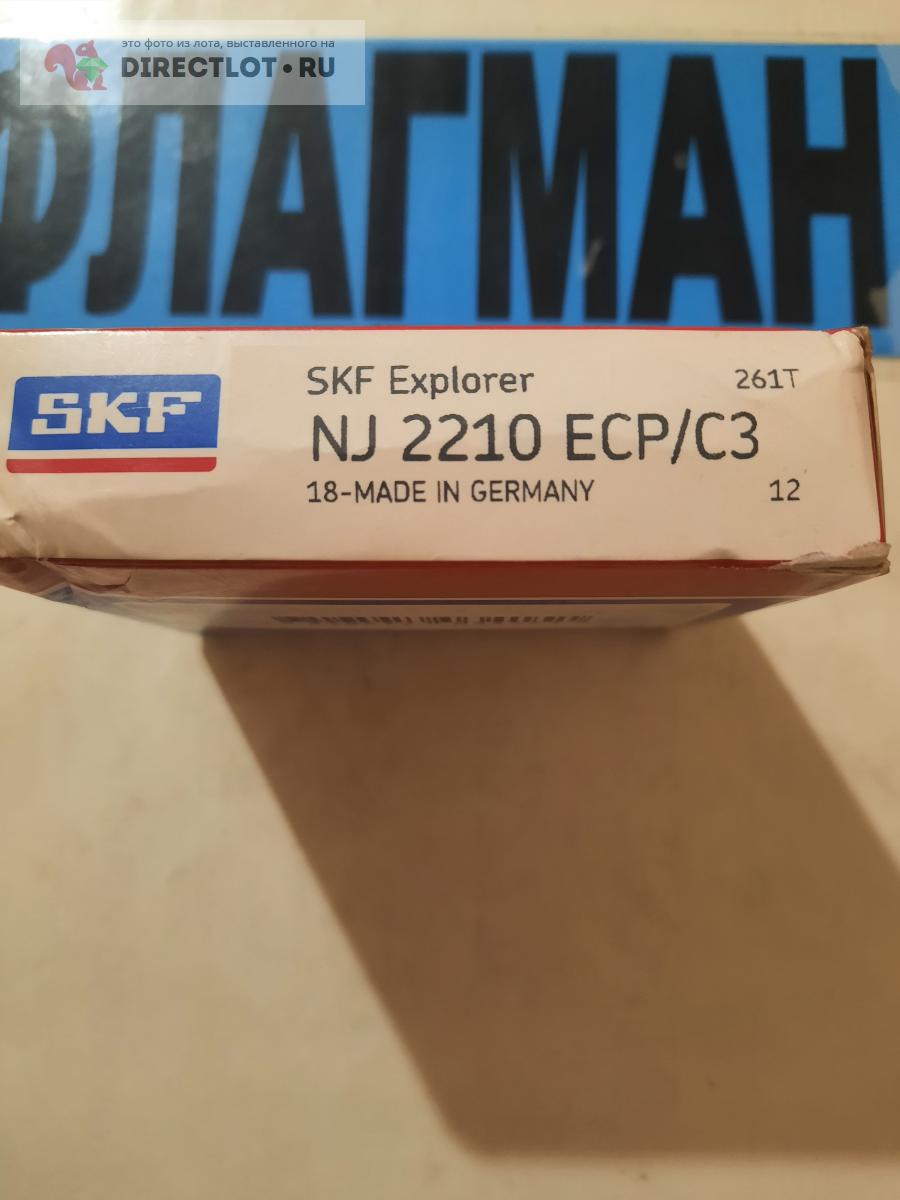 это фото из лота, выставленного на
DIRECTLOT•RU
ФЛАГМАН
SKF
SKF Explorer 261T
NJ 2210 ECP/C3
18-MADE IN GERMANY 12